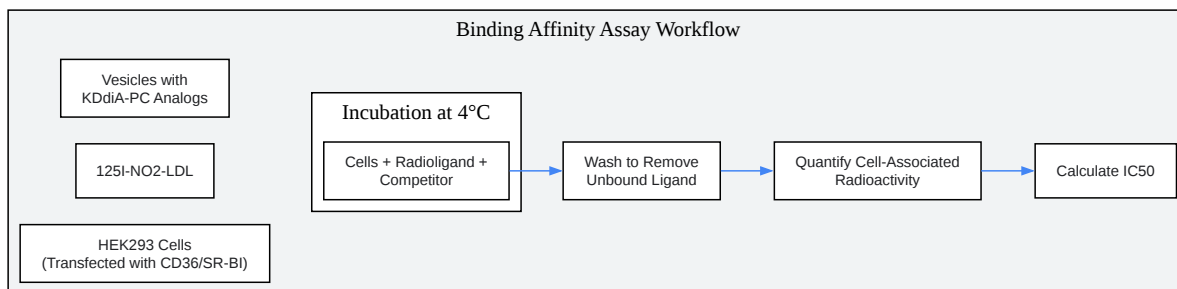 Binding Affinity Assay Workflow
Vesicles with
KDdiA-PC Analogs
125I-NO2-LDL
HEK293 Cells
(Transfected with CD36/SR-BI)
Incubation at 4°C
Cells + Radioligand +
Competitor
Wash to Remove
Unbound Ligand
Quantify Cell-Associated
Radioactivity
Calculate IC50